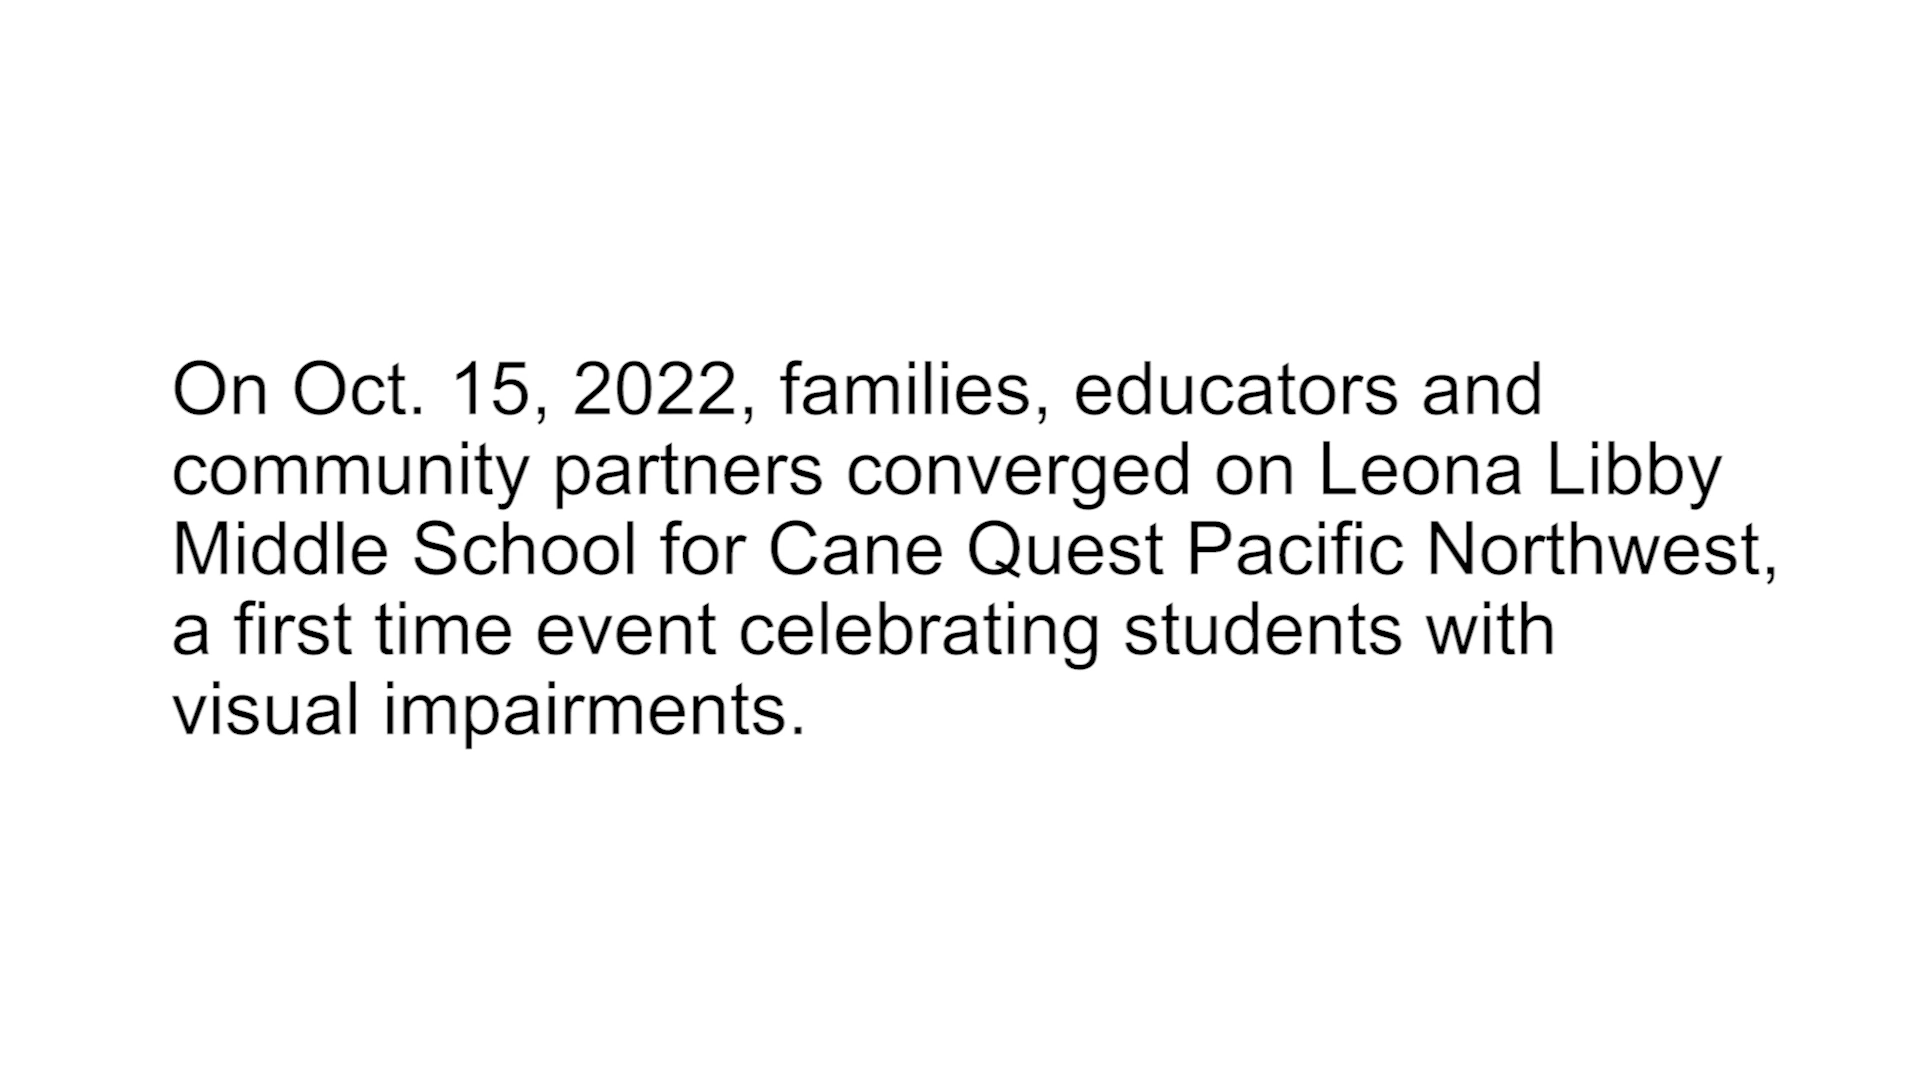 On Oct. 15, 2022, families, educators and
community partners converged on Leona Libby
Middle School for Cane Quest Pacific Northwest,
a first time event celebrating students with
visual impairments.